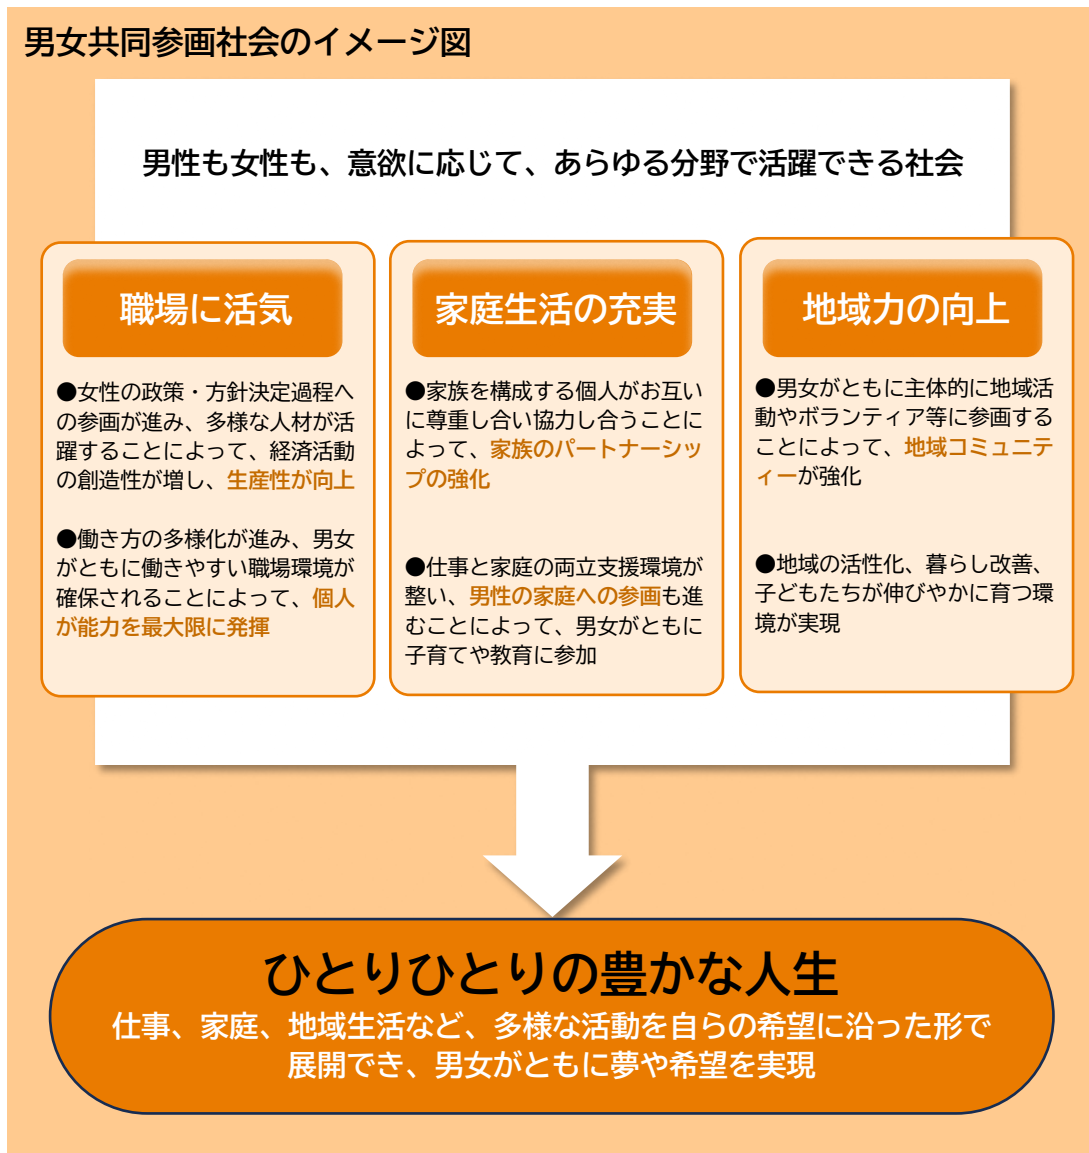 男女共同参画社会のイメージ図
男性も女性も、意欲に応じて、あらゆる分野で活躍できる社会
職場に活気
●女性の政策・方針決定過程へ
の参画が進み、多様な人材が活
躍することによって、経済活動
の創造性が増し、生産性が向上
●働き方の多様化が進み、男女
がともに働きやすい職場環境が
確保されることによって、個人
が能力を最大限に発揮
家庭生活の充実
●家族を構成する個人がお互い
に尊重し合い協力し合うことに
よって、家族のパートナーシッ
プの強化
●仕事と家庭の両立支援環境が
整い、男性の家庭への参画も進
むことによって、男女がともに
子育てや教育に参加
地域力の向上
●男女がともに主体的に地域活
動やボランティア等に参画する
ことによって、地域コミュニテ
ィーが強化
●地域の活性化、暮らし改善、
子どもたちが伸びやかに育つ環
境が実現
ひとりひとりの豊かな人生
仕事、家庭、地域生活など、多様な活動を自らの希望に沿った形で
展開でき、男女がともに夢や希望を実現